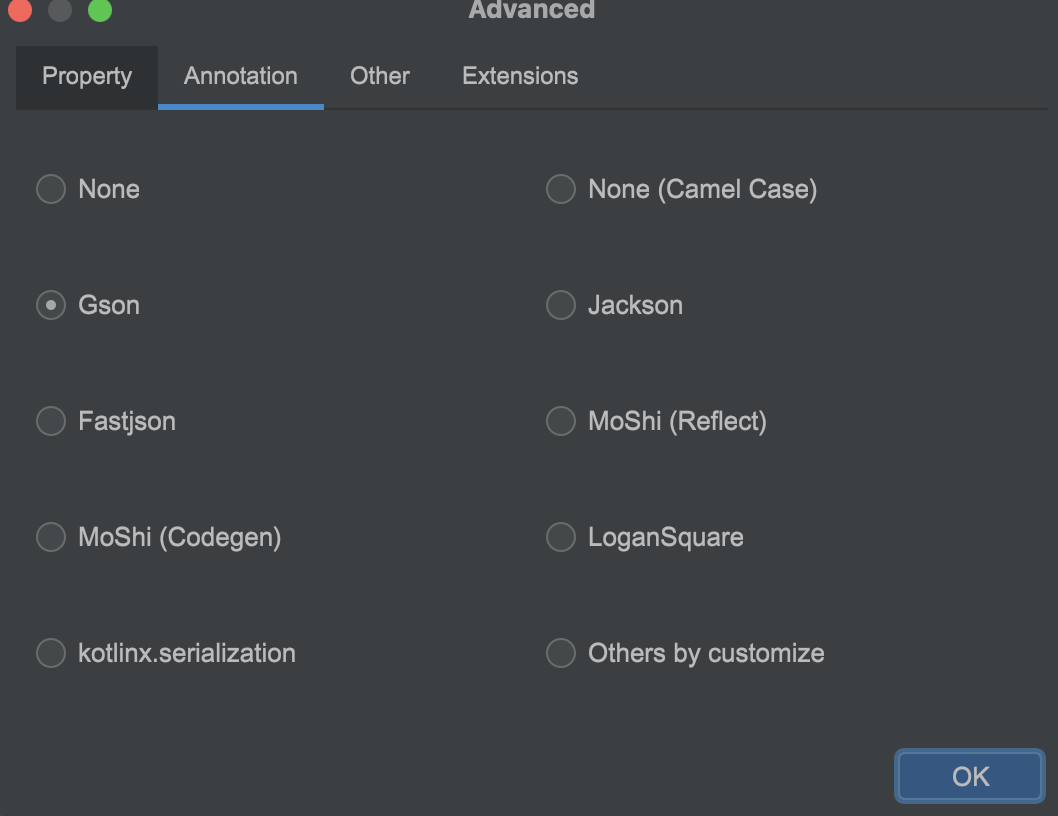 Advanced
Property Annotation Other Extensions
None None (Camel Case)
Gson Jackson
Fastjson MoShi (Reflect)
MoShi (Codegen) LoganSquare
kotlinx.serialization Others by customize
OK